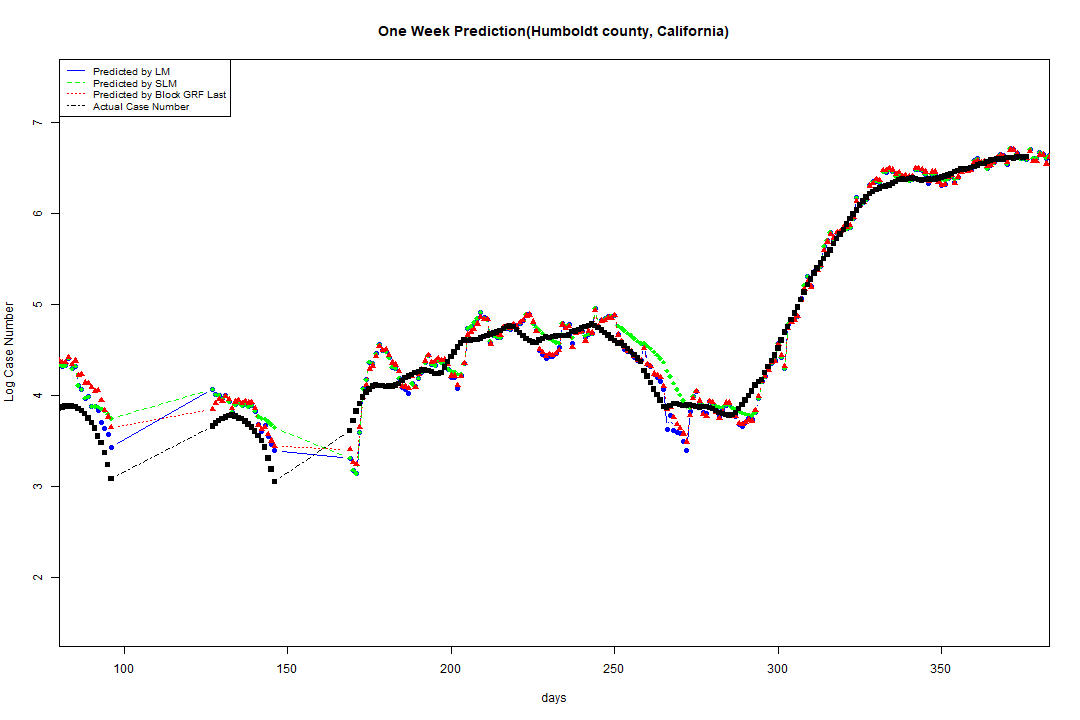 One Week Prediction(Humboldt county, California)
Predicted by LM
Predicted by SLM
Predicted by Block GRF Last
Actual Case Number
Log Case Number
7
6
5
4
3
2
100 150 200 250 300 350
days